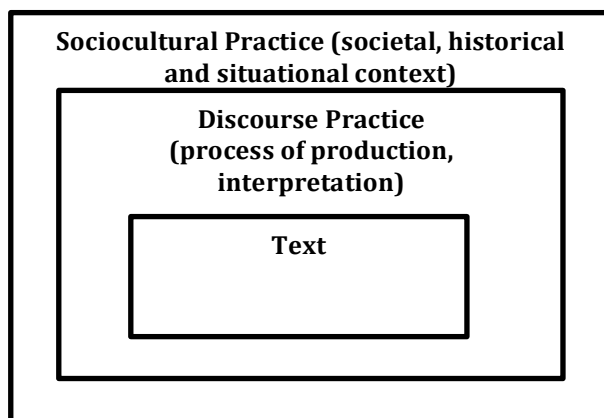 Sociocultural Practice (societal, historical
and situational context)
Discourse Practice
(process of production,
interpretation)
Text